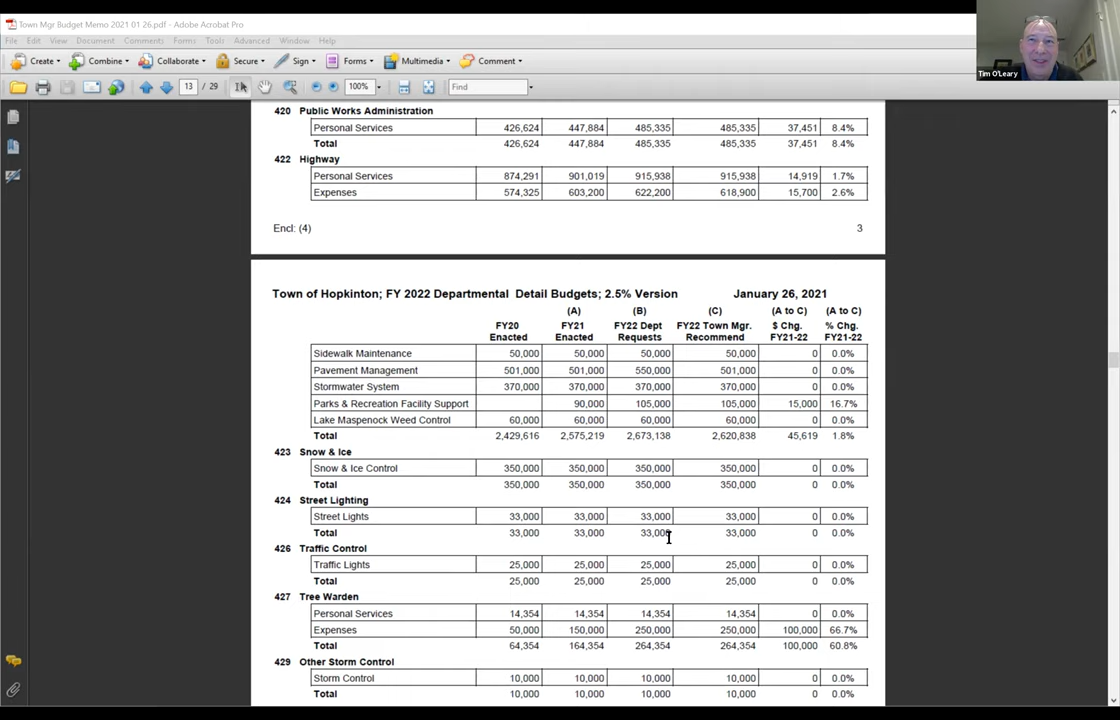 Town Mgr Budget Memo 2021 01 26.pdf - Adobe Acrobat Pro
File Edit View Document Comments Forms Tools Advanced Window Help
Create Combine Collaborate Secure Sign Forms Multimedia Comment
13 / 29 100% Find
Tim O'Leary
420 Public Works Administration
Personal Services 426,624 447,884 485,335 485,335 37,451 8.4%
Total 426,624 447,884 485,335 485,335 37,451 8.4%
422 Highway
Personal Services 874,291 901,019 915,938 915,938 14,919 1.7%
Expenses 574,325 603,200 622,200 618,900 15,700 2.6%
Encl: (4) 3
Town of Hopkinton; FY 2022 Departmental Detail Budgets; 2.5% Version January 26, 2021
(A) (B) (C) (A to C) (A to C)
FY20 FY21 FY22 Dept FY22 Town Mgr. $ Chg. % Chg.
Enacted Enacted Requests Recommend FY21-22 FY21-22
Sidewalk Maintenance 50,000 50,000 50,000 50,000 0 0.0%
Pavement Management 501,000 501,000 550,000 501,000 0 0.0%
Stormwater System 370,000 370,000 370,000 370,000 0 0.0%
Parks & Recreation Facility Support 90,000 105,000 105,000 15,000 16.7%
Lake Maspenock Weed Control 60,000 60,000 60,000 60,000 0 0.0%
Total 2,429,616 2,575,219 2,673,138 2,620,838 45,619 1.8%
423 Snow & Ice
Snow & Ice Control 350,000 350,000 350,000 350,000 0 0.0%
Total 350,000 350,000 350,000 350,000 0 0.0%
424 Street Lighting
Street Lights 33,000 33,000 33,000 33,000 0 0.0%
Total 33,000 33,000 33,000 33,000 0 0.0%
426 Traffic Control
Traffic Lights 25,000 25,000 25,000 25,000 0 0.0%
Total 25,000 25,000 25,000 25,000 0 0.0%
427 Tree Warden
Personal Services 14,354 14,354 14,354 14,354 0 0.0%
Expenses 50,000 150,000 250,000 250,000 100,000 66.7%
Total 64,354 164,354 264,354 264,354 100,000 60.8%
429 Other Storm Control
Storm Control 10,000 10,000 10,000 10,000 0 0.0%
Total 10,000 10,000 10,000 10,000 0 0.0%